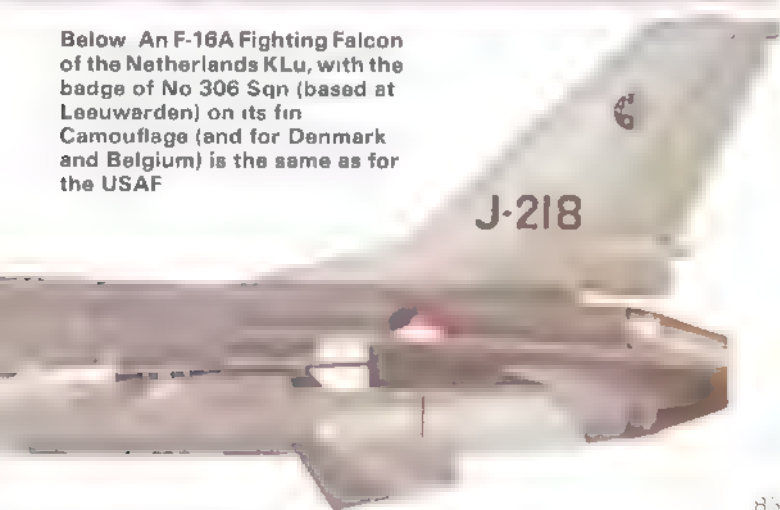 Below An F-16A Fighting Falcon
of the Netherlands KLu, with the
badge of No 306 Sqn (based at
Leeuwarden) on its fin
Camouflage (and for Denmark
and Belgium) is the same as for
the USAF
J-218